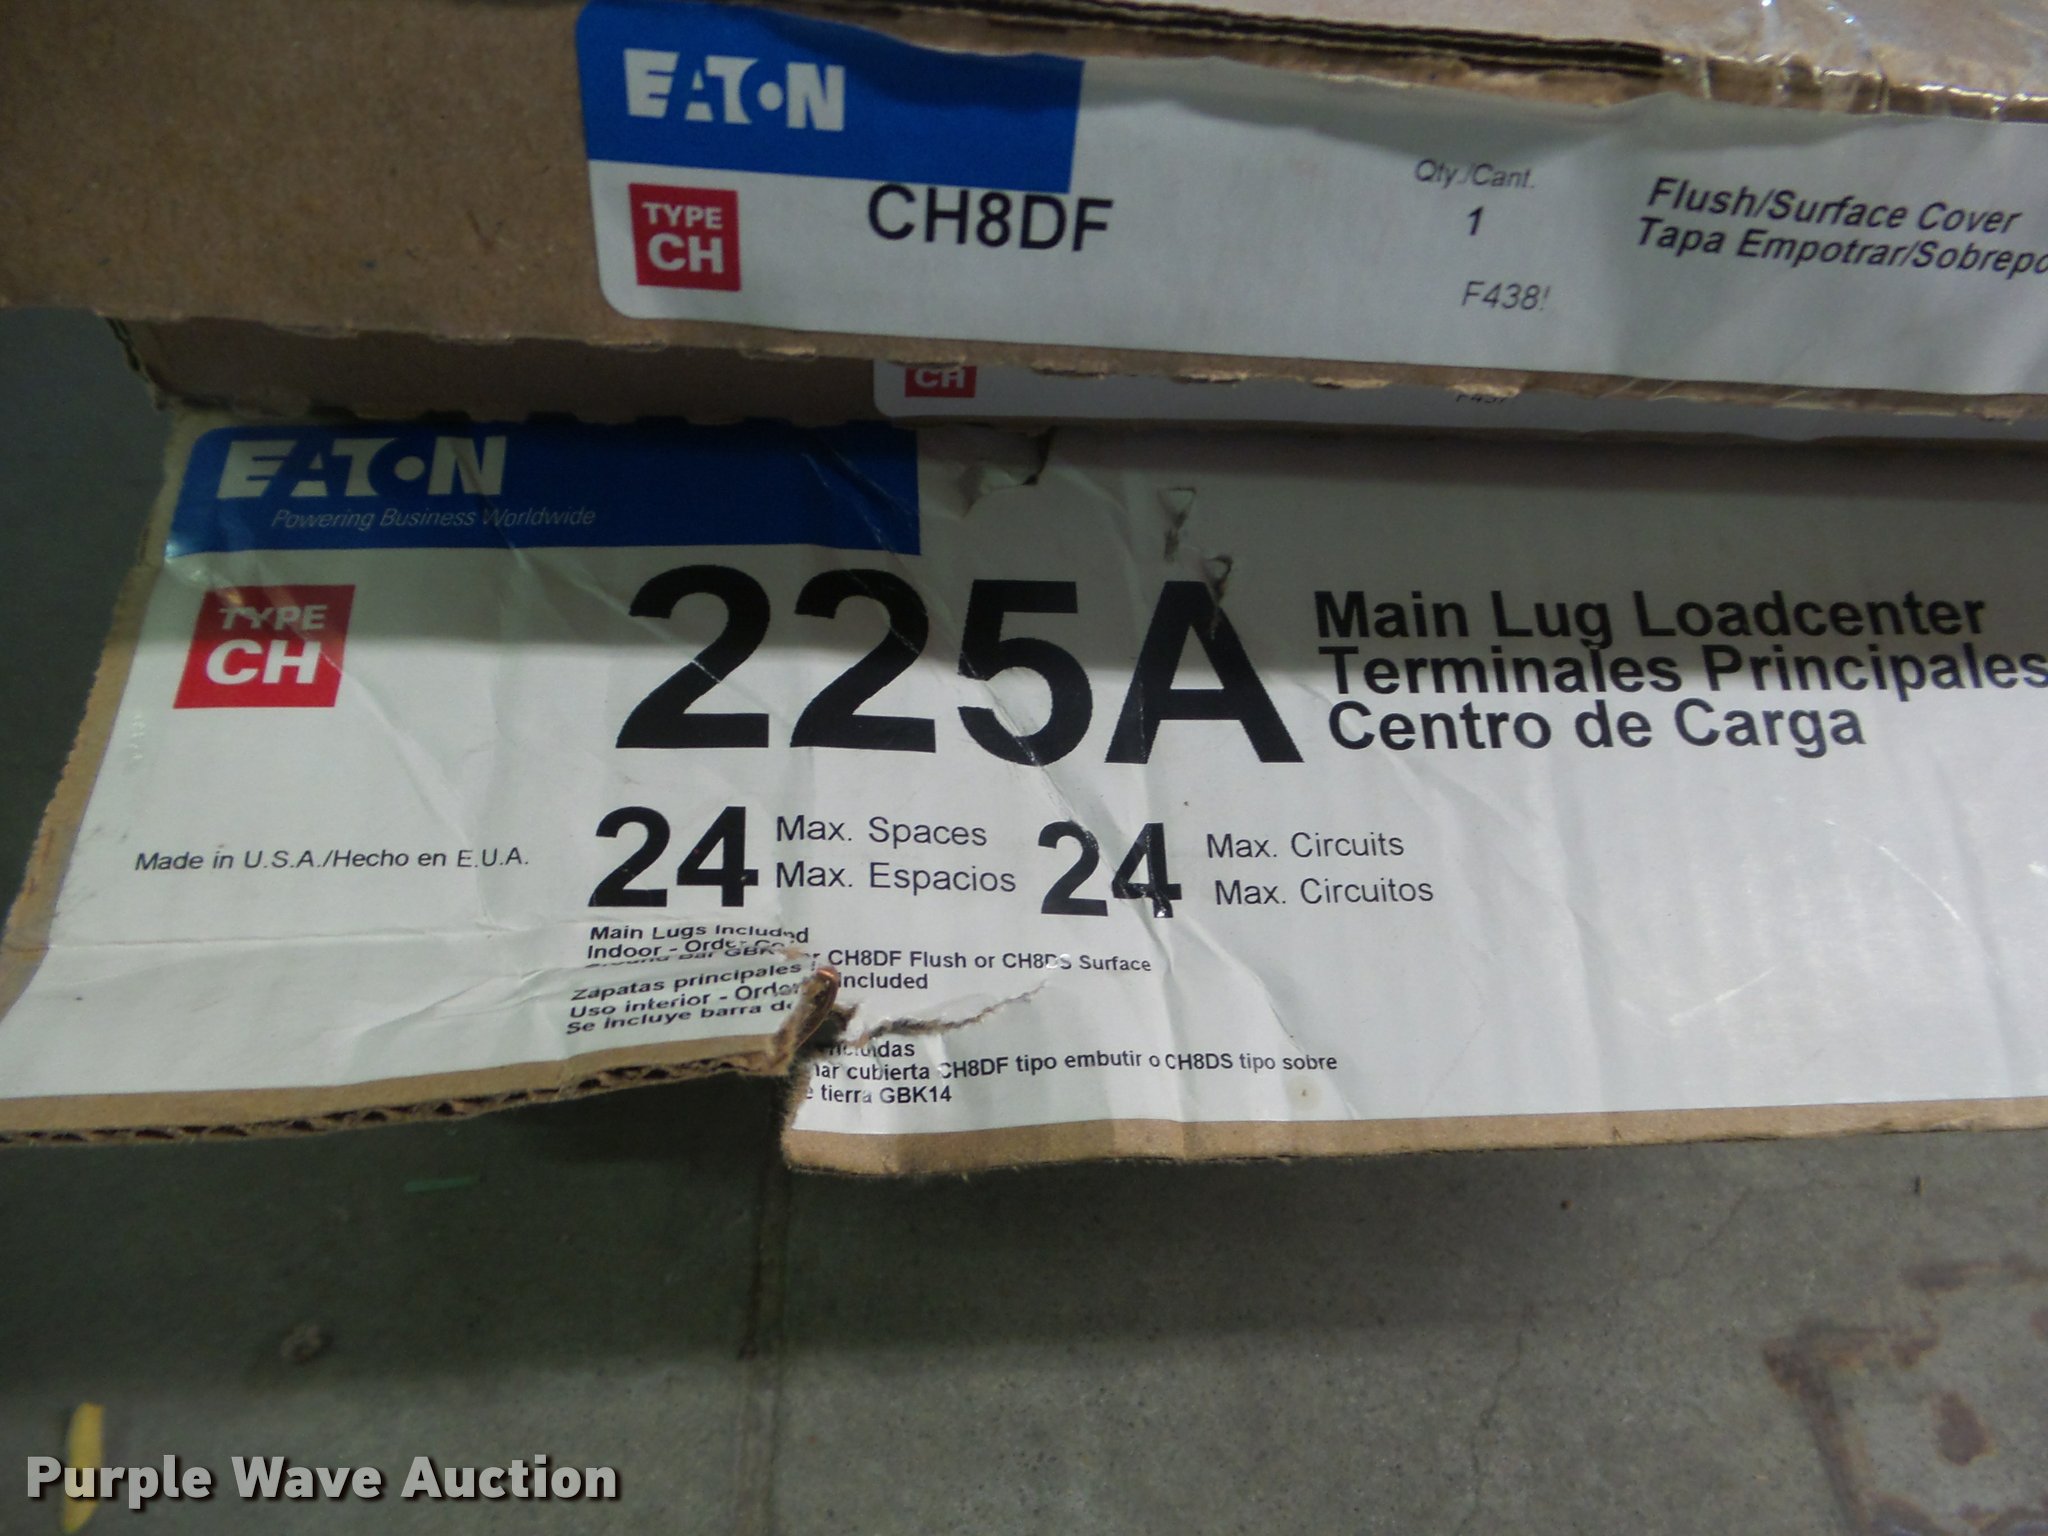 EATON
TYPE
CH
CH8DF
Qty./Cant.
1
F438
Flush/Surface Cover
Tapa Empotrar/Sobrepo
CH
EATON
Powering Business Worldwide
TYPE
CH
225A
Main Lug Loadcenter
Terminales Principales
Centro de Carga
Made in U.S.A./Hecho en E.U.A.
24 Max. Spaces
Max. Espacios
24 Max. Circuits
Max. Circuitos
Main Lugs Included
Indoor - Order CH8DF Flush or CH8DS Surface
Included
Zapatas principales
Uso interior - Order
Se incluye barra de
cubierta CH8DF tipo embutir o CH8DS tipo sobre
tierra GBK14
Purple Wave Auction